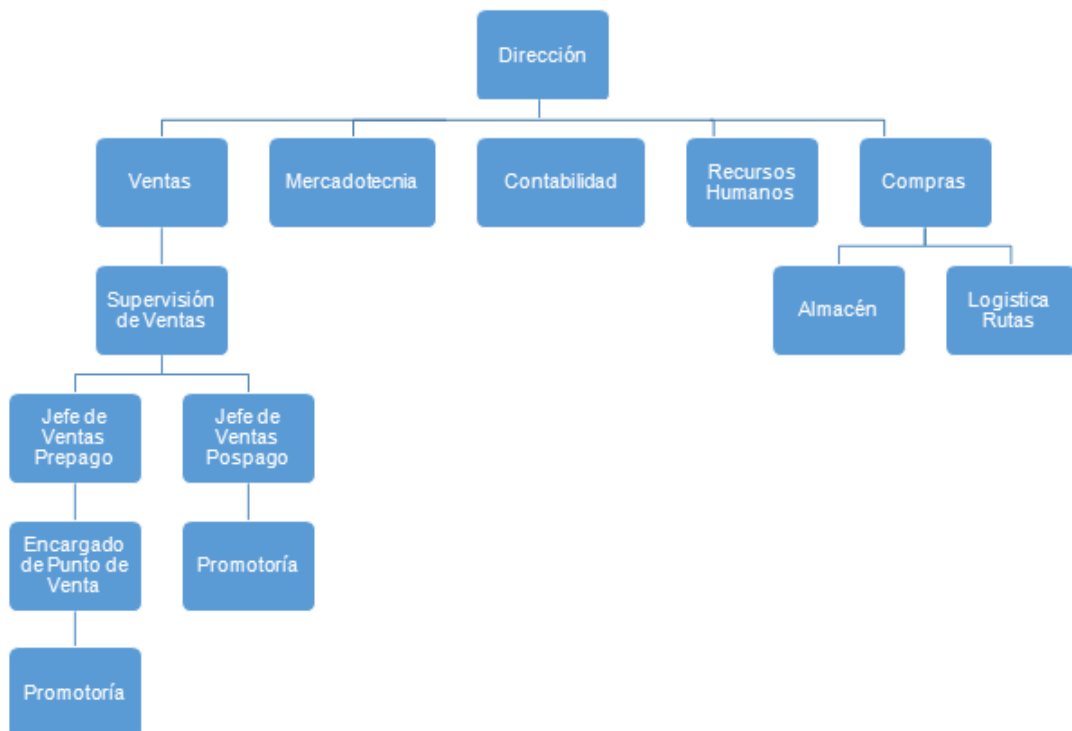 Dirección
Ventas
Mercadotecnia
Contabilidad
Recursos
Humanos
Compras
Supervisión
de Ventas
Almacén
Logistica
Rutas
Jefe de
Ventas
Prepago
Jefe de
Ventas
Pospago
Encargado
de Punto de
Venta
Promotoría
Promotoría